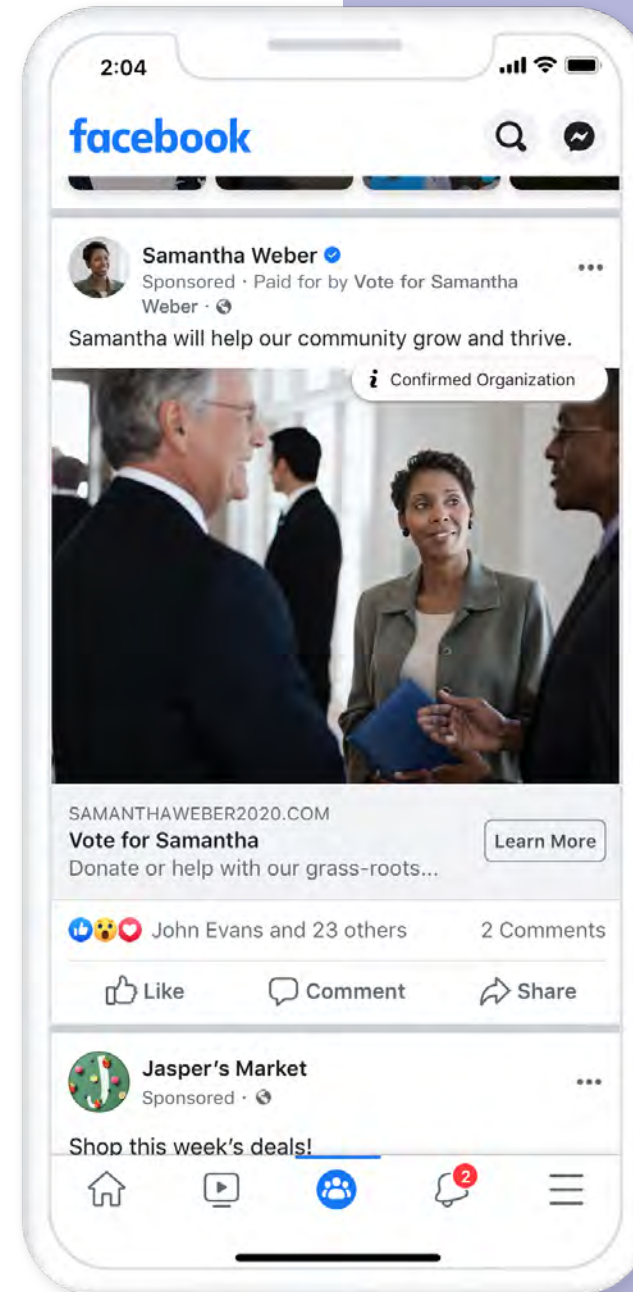 2:04
facebook
Samantha Weber
Sponsored · Paid for by Vote for Samantha
Weber ·
Samantha will help our community grow and thrive.
i Confirmed Organization
SAMANTHAWEBER2020.COM
Vote for Samantha
Learn More
Donate or help with our grass-roots...
John Evans and 23 others
2 Comments
Like
Comment
Share
Jasper's Market
Sponsored ·
Shop this week's deals!
2